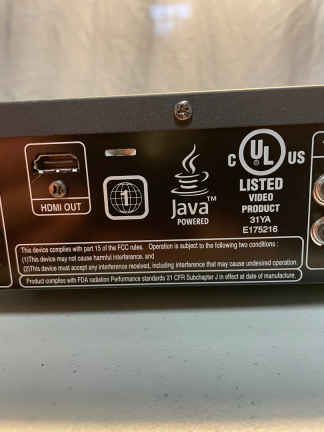 HDMI OUT
1
Java™
POWERED
C UL US
LISTED
VIDEO
PRODUCT
31YA
E175216
This device complies with part 15 of the FCC rules. Operation is subject to the following two conditions :
(1)This device may not cause harmful interference, and
(2)This device must accept any interference received, including interference that may cause undesired operation.
Product complies with FDA radiation Performance standards 21 CFR Subchapter J in effect at date of manufacture.